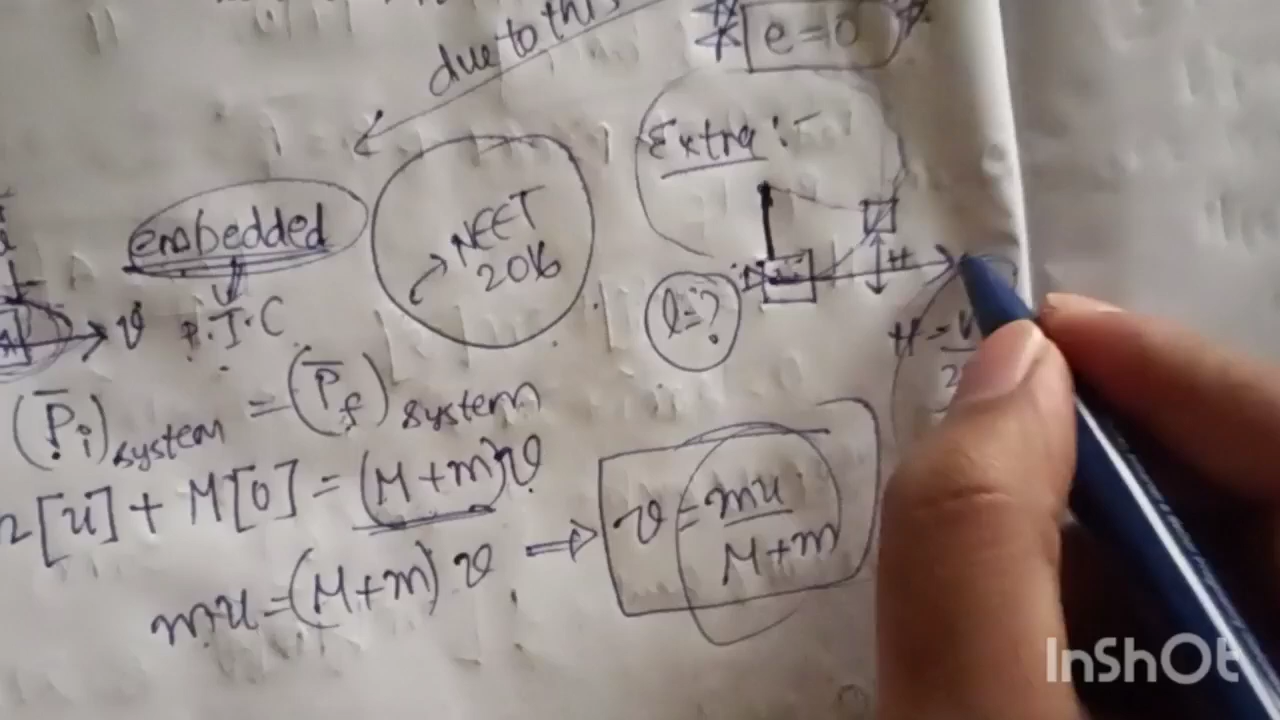 due to this
e=0
Extra :-
embedded
NEET
2016
H
v
P.I.C
l=?
(P̄i)system = (P̄f)system
[u] + M[0] = (M+m)v
mu = (M+m) v ⇒ v = mu / M+m
InShOt